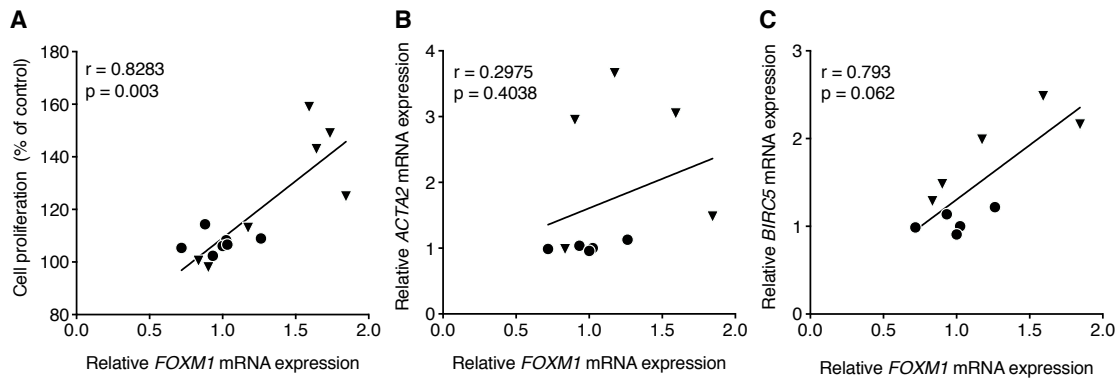 A
Cell proliferation (% of control)
180
160
140
120
100
80
r = 0.8283
p = 0.003
0.0 0.5 1.0 1.5 2.0
Relative FOXM1 mRNA expression
B
Relative ACTA2 mRNA expression
4
3
2
1
0
r = 0.2975
p = 0.4038
0.0 0.5 1.0 1.5 2.0
Relative FOXM1 mRNA expression
C
Relative BIRC5 mRNA expression
3
2
1
0
r = 0.793
p = 0.062
0.0 0.5 1.0 1.5 2.0
Relative FOXM1 mRNA expression